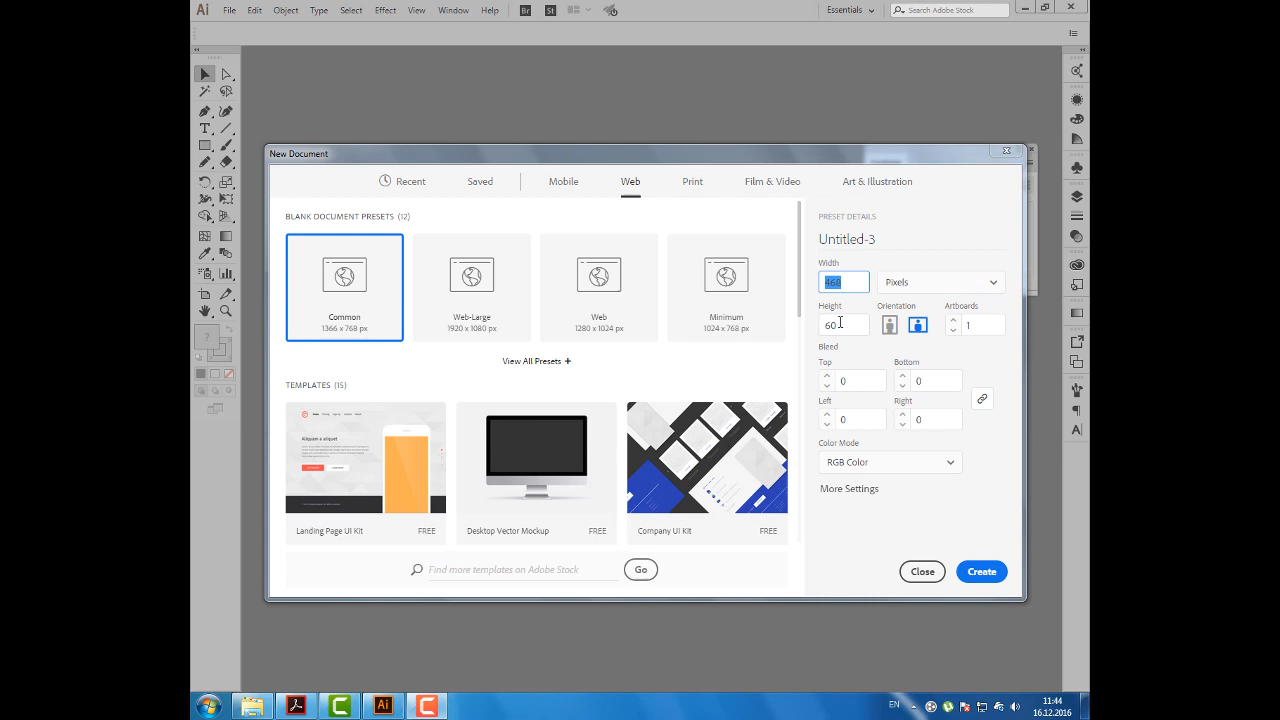 Ai File Edit Object Type Select Effect View Window Help Br St Essentials Search Adobe Stock
New Document
Recent Saved Mobile Web Print Film & Video Art & Illustration
BLANK DOCUMENT PRESETS (12)
Common
1366 x 768 px
Web-Large
1920 x 1080 px
Web
1280 x 1024 px
Minimum
1024 x 768 px
View All Presets +
TEMPLATES (15)
Aliquam a aliquet
Landing Page UI Kit FREE
Desktop Vector Mockup FREE
Company UI Kit FREE
Find more templates on Adobe Stock Go
PRESET DETAILS
Untitled-3
Width
468 Pixels
Height Orientation Artboards
60 1
Bleed
Top Bottom
0 0
Left Right
0 0
Color Mode
RGB Color
More Settings
Close Create
?
Ai
EN 11:44
16.12.2016